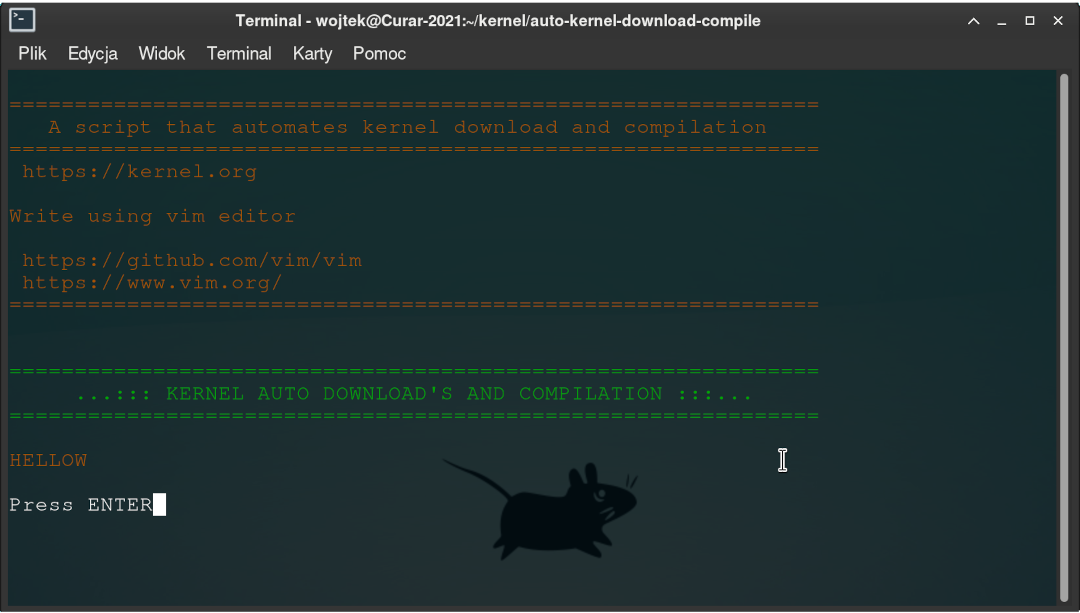 Terminal - wojtek@Curar-2021:~/kernel/auto-kernel-download-compile
Plik Edycja Widok Terminal Karty Pomoc
==============================================================
A script that automates kernel download and compilation
==============================================================
https://kernel.org
Write using vim editor
https://github.com/vim/vim
https://www.vim.org/
==============================================================
==============================================================
...::: KERNEL AUTO DOWNLOAD'S AND COMPILATION :::...
==============================================================
HELLOW
Press ENTER